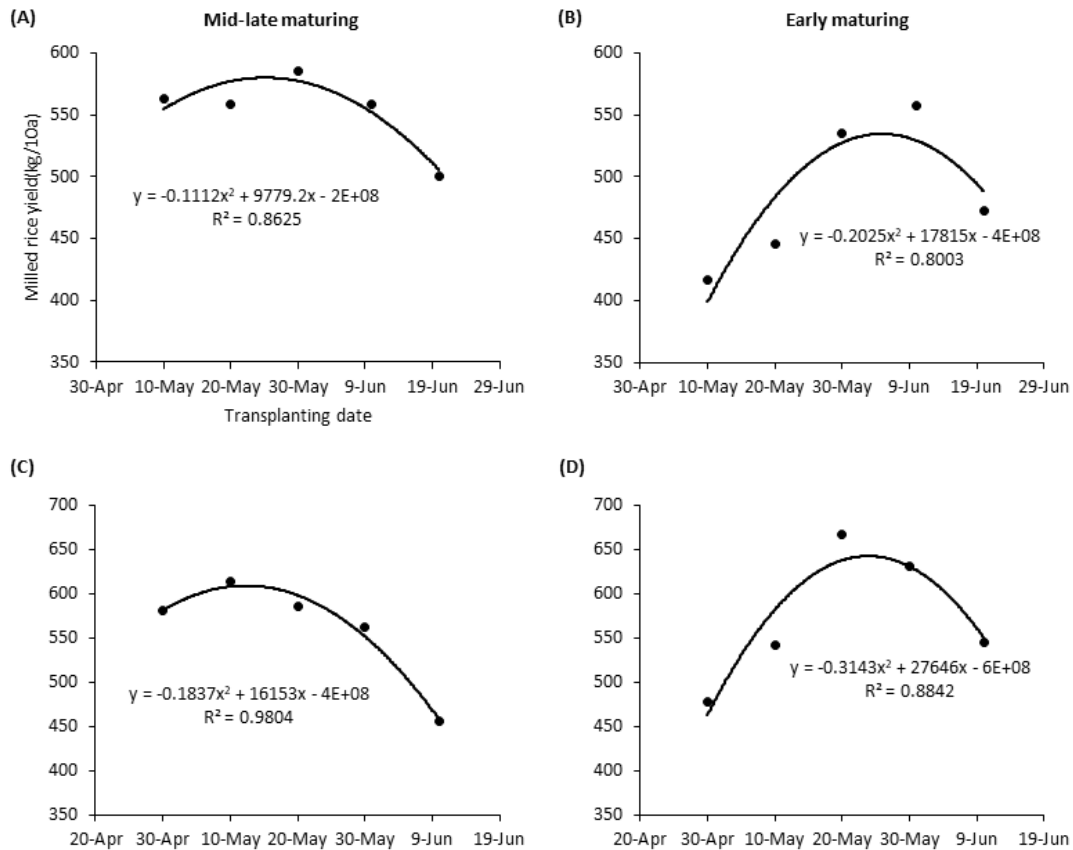 (A)
Mid-late maturing
600
550
500
450
400
350
Milled rice yield(kg/10a)
y = -0.1112x² + 9779.2x - 2E+08
R² = 0.8625
30-Apr 10-May 20-May 30-May 9-Jun 19-Jun 29-Jun
Transplanting date
(B)
Early maturing
600
550
500
450
400
350
y = -0.2025x² + 17815x - 4E+08
R² = 0.8003
30-Apr 10-May 20-May 30-May 9-Jun 19-Jun 29-Jun
(C)
700
650
600
550
500
450
400
350
y = -0.1837x² + 16153x - 4E+08
R² = 0.9804
20-Apr 30-Apr 10-May 20-May 30-May 9-Jun 19-Jun
(D)
700
650
600
550
500
450
400
350
y = -0.3143x² + 27646x - 6E+08
R² = 0.8842
20-Apr 30-Apr 10-May 20-May 30-May 9-Jun 19-Jun